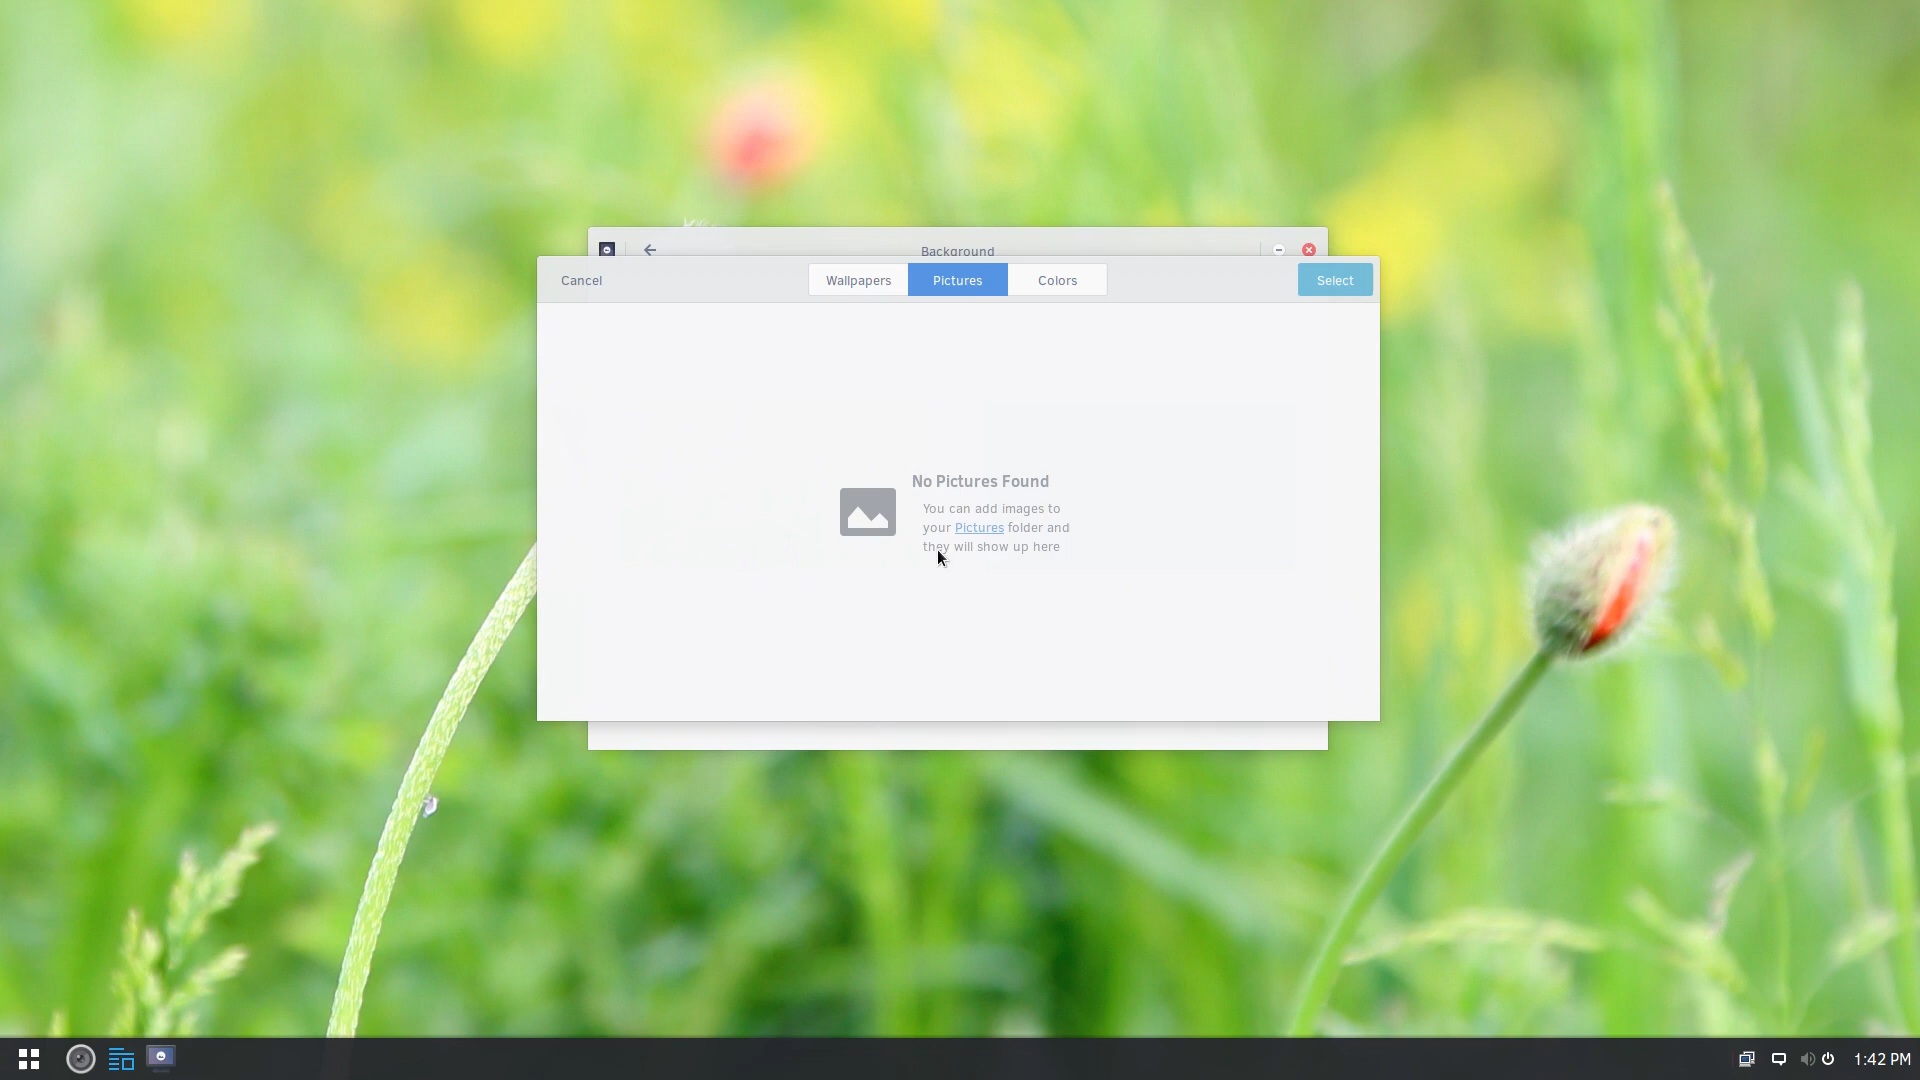 Background
Cancel
Wallpapers
Pictures
Colors
Select
No Pictures Found
You can add images to
your Pictures folder and
they will show up here
1:42 PM